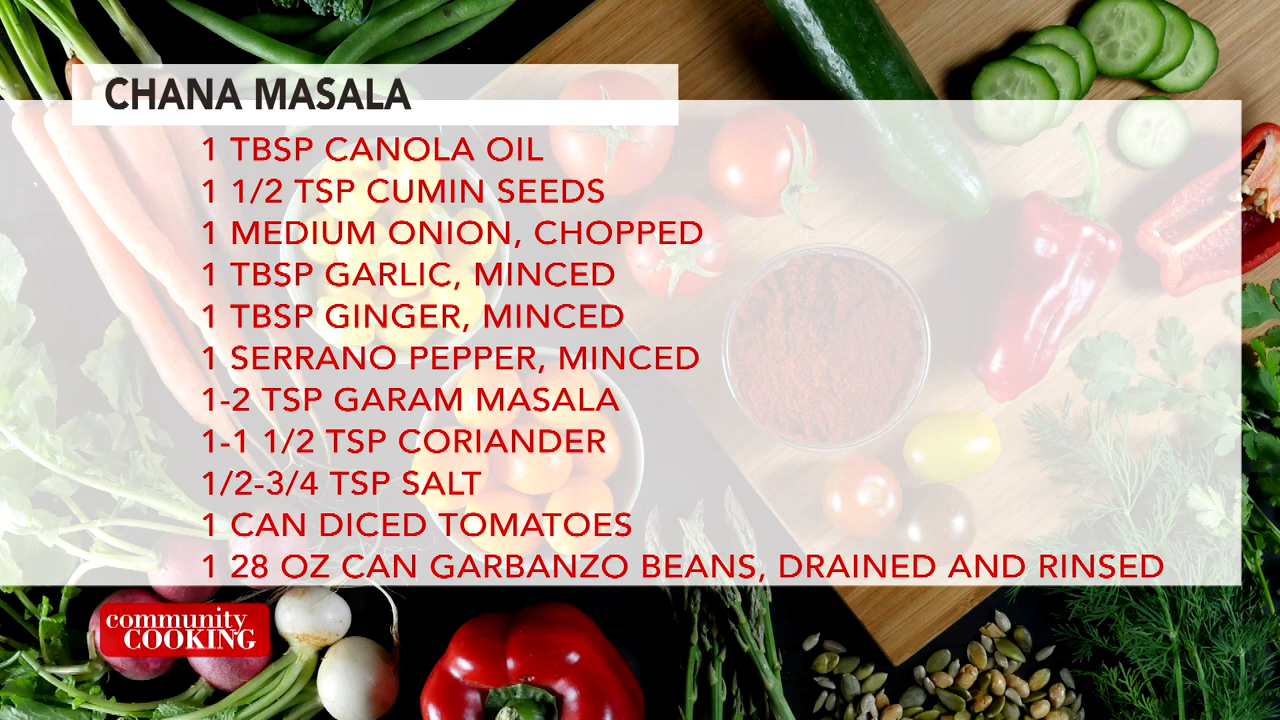 CHANA MASALA
1 TBSP CANOLA OIL
1 1/2 TSP CUMIN SEEDS
1 MEDIUM ONION, CHOPPED
1 TBSP GARLIC, MINCED
1 TBSP GINGER, MINCED
1 SERRANO PEPPER, MINCED
1-2 TSP GARAM MASALA
1-1 1/2 TSP CORIANDER
1/2-3/4 TSP SALT
1 CAN DICED TOMATOES
1 28 OZ CAN GARBANZO BEANS, DRAINED AND RINSED
community
COOKING